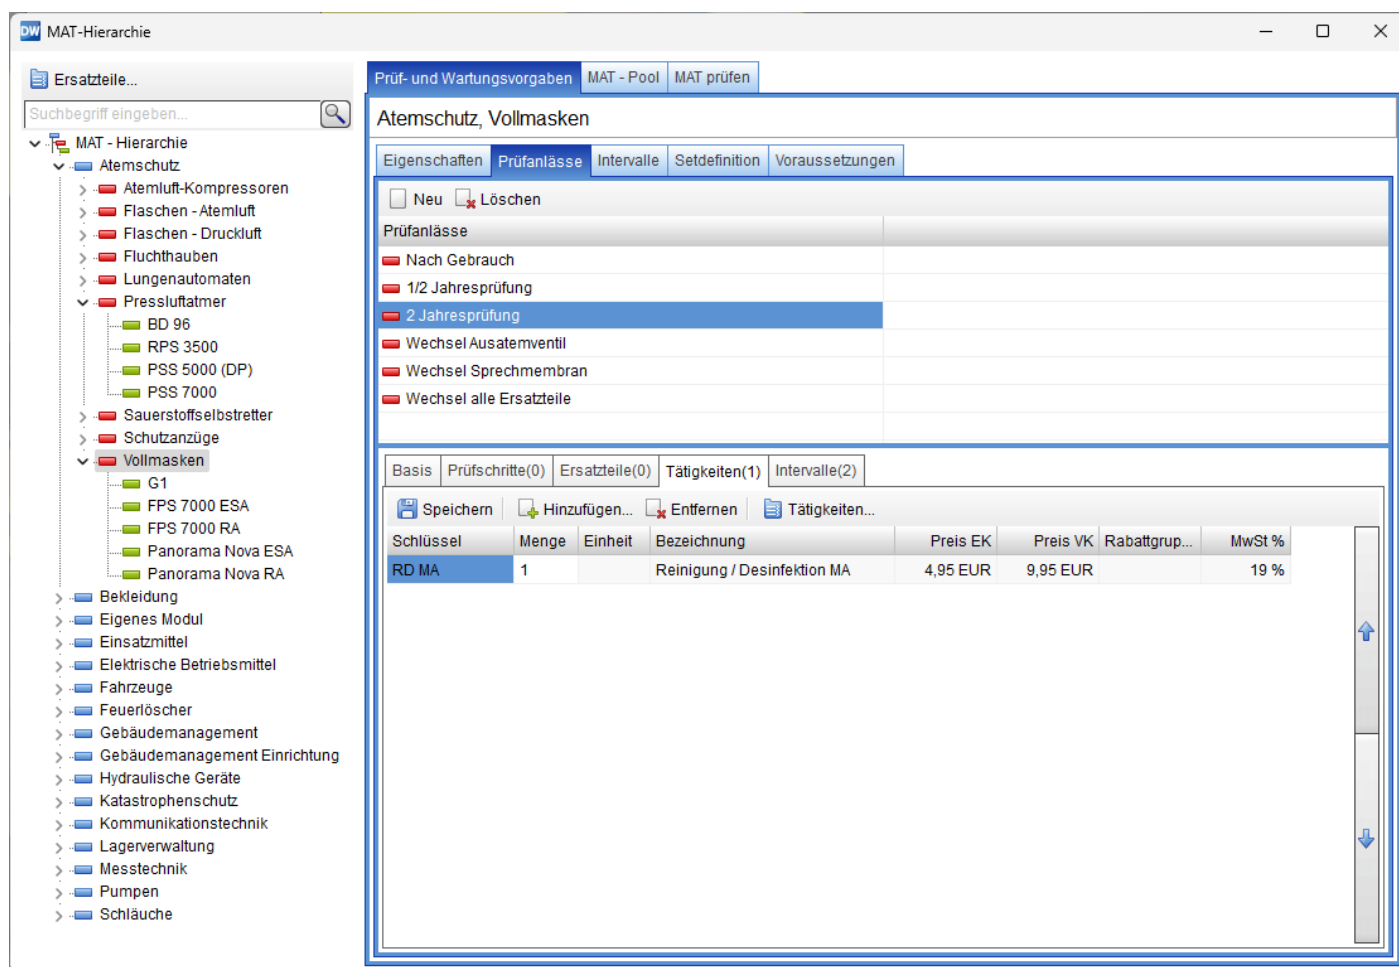 DW MAT-Hierarchie
Ersatzteile...
Suchbegriff eingeben...
MAT - Hierarchie
Atemschutz
Atemluft-Kompressoren
Flaschen - Atemluft
Flaschen - Druckluft
Fluchthauben
Lungenautomaten
Pressluftatmer
BD 96
RPS 3500
PSS 5000 (DP)
PSS 7000
Sauerstoffselbstretter
Schutzanzüge
Vollmasken
G1
FPS 7000 ESA
FPS 7000 RA
Panorama Nova ESA
Panorama Nova RA
Bekleidung
Eigenes Modul
Einsatzmittel
Elektrische Betriebsmittel
Fahrzeuge
Feuerlöscher
Gebäudemanagement
Gebäudemanagement Einrichtung
Hydraulische Geräte
Katastrophenschutz
Kommunikationstechnik
Lagerverwaltung
Messtechnik
Pumpen
Schläuche
Prüf- und Wartungsvorgaben MAT - Pool MAT prüfen
Atemschutz, Vollmasken
Eigenschaften Prüfanlässe Intervalle Setdefinition Voraussetzungen
Neu Löschen
Prüfanlässe
Nach Gebrauch
1/2 Jahresprüfung
2 Jahresprüfung
Wechsel Ausatemventil
Wechsel Sprechmembran
Wechsel alle Ersatzteile
Basis Prüfschritte(0) Ersatzteile(0) Tätigkeiten(1) Intervalle(2)
Speichern Hinzufügen... Entfernen Tätigkeiten...
Schlüssel Menge Einheit Bezeichnung Preis EK Preis VK Rabattgrup... MwSt %
RD MA 1 Reinigung / Desinfektion MA 4,95 EUR 9,95 EUR 19 %